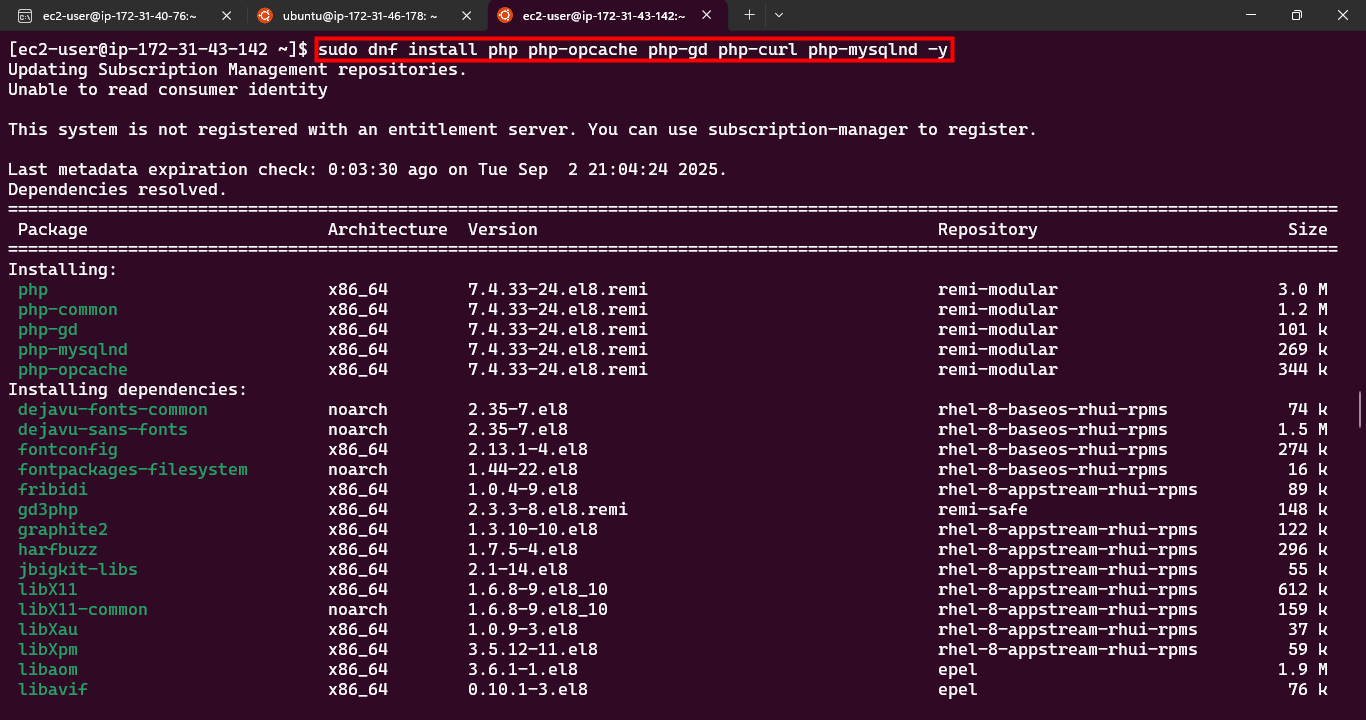 ec2-user@ip-172-31-40-76:~
ubuntu@ip-172-31-46-178: ~
ec2-user@ip-172-31-43-142:~
[ec2-user@ip-172-31-43-142 ~]$ sudo dnf install php php-opcache php-gd php-curl php-mysqlnd -y
Updating Subscription Management repositories.
Unable to read consumer identity
This system is not registered with an entitlement server. You can use subscription-manager to register.
Last metadata expiration check: 0:03:30 ago on Tue Sep  2 21:04:24 2025.
Dependencies resolved.
=====================================================================================================================================
Package Architecture Version Repository Size
=====================================================================================================================================
Installing:
php x86_64 7.4.33-24.el8.remi remi-modular 3.0 M
php-common x86_64 7.4.33-24.el8.remi remi-modular 1.2 M
php-gd x86_64 7.4.33-24.el8.remi remi-modular 101 k
php-mysqlnd x86_64 7.4.33-24.el8.remi remi-modular 269 k
php-opcache x86_64 7.4.33-24.el8.remi remi-modular 344 k
Installing dependencies:
dejavu-fonts-common noarch 2.35-7.el8 rhel-8-baseos-rhui-rpms 74 k
dejavu-sans-fonts noarch 2.35-7.el8 rhel-8-baseos-rhui-rpms 1.5 M
fontconfig x86_64 2.13.1-4.el8 rhel-8-baseos-rhui-rpms 274 k
fontpackages-filesystem noarch 1.44-22.el8 rhel-8-baseos-rhui-rpms 16 k
fribidi x86_64 1.0.4-9.el8 rhel-8-appstream-rhui-rpms 89 k
gd3php x86_64 2.3.3-8.el8.remi remi-safe 148 k
graphite2 x86_64 1.3.10-10.el8 rhel-8-appstream-rhui-rpms 122 k
harfbuzz x86_64 1.7.5-4.el8 rhel-8-appstream-rhui-rpms 296 k
jbigkit-libs x86_64 2.1-14.el8 rhel-8-appstream-rhui-rpms 55 k
libX11 x86_64 1.6.8-9.el8_10 rhel-8-appstream-rhui-rpms 612 k
libX11-common noarch 1.6.8-9.el8_10 rhel-8-appstream-rhui-rpms 159 k
libXau x86_64 1.0.9-3.el8 rhel-8-appstream-rhui-rpms 37 k
libXpm x86_64 3.5.12-11.el8 rhel-8-appstream-rhui-rpms 59 k
libaom x86_64 3.6.1-1.el8 epel 1.9 M
libavif x86_64 0.10.1-3.el8 epel 76 k